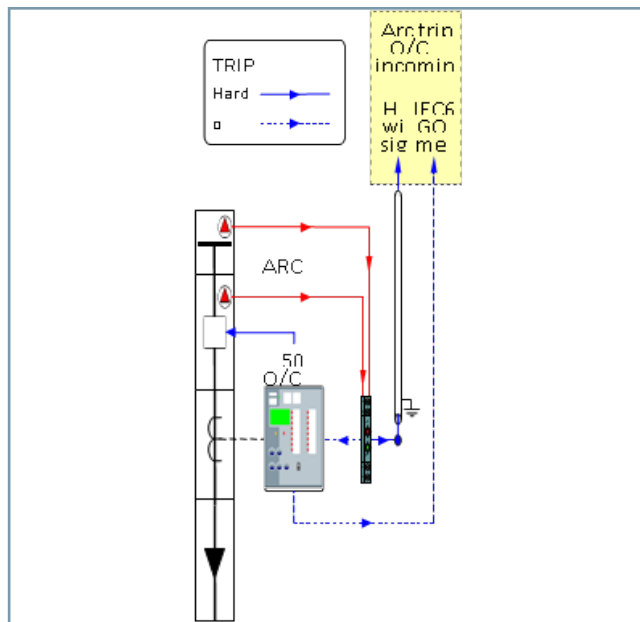 Arc trip
O/C
incomin
TRIP
Hard
H IEC6
wi GO
sig me
ARC
50
O/C